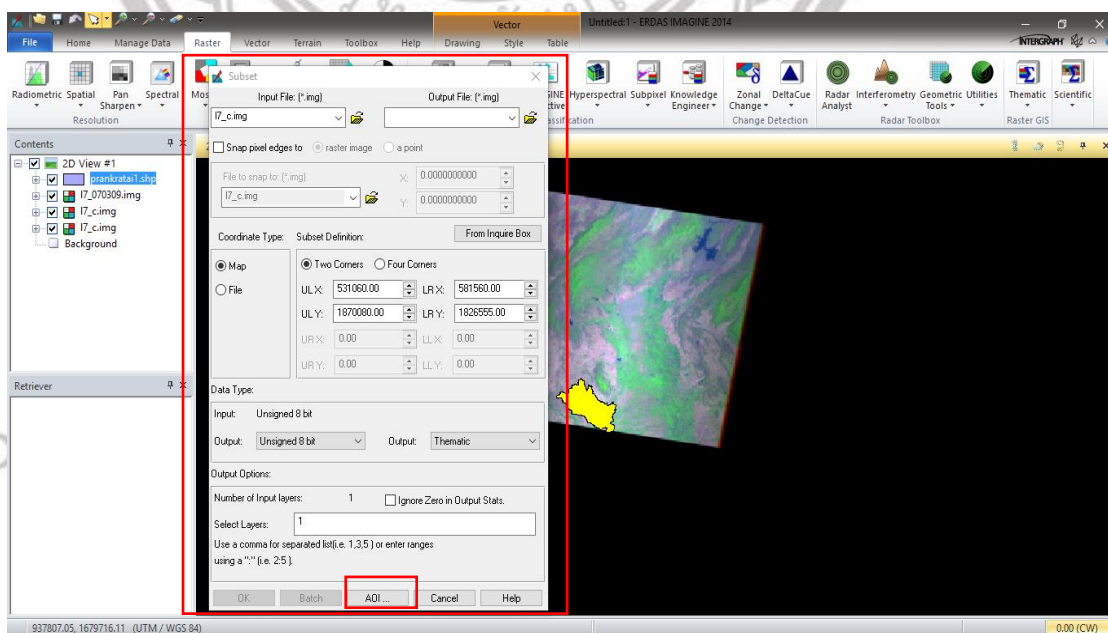 Vector
Untitled:1 - ERDAS IMAGINE 2014
File Home Manage Data Raster Vector Terrain Toolbox Help Drawing Style Table
INTERGRAPH
Radiometric Spatial Pan Sharpen Spectral
Hyperspectral Subpixel Knowledge Engineer Zonal Change DeltaCue Radar Analyst Interferometry Geometric Tools Utilities Thematic Scientific
Resolution
Change Detection Radar Toolbox Raster GIS
Contents
2D View #1
prankratai1.shp
l7_070309.img
l7_c.img
l7_c.img
Background
Retriever
Subset
Input File: (*.img) Output File: (*.img)
l7_c.img
Snap pixel edges to raster image a point
File to snap to: (*.img) X: 0.0000000000
l7_c.img Y: 0.0000000000
From Inquire Box
Coordinate Type: Subset Definition:
Map Two Corners Four Corners
File UL X: 531060.00 LR X: 581560.00
UL Y: 1870080.00 LR Y: 1826555.00
UR X: 0.00 LL X: 0.00
UR Y: 0.00 LL Y: 0.00
Data Type:
Input: Unsigned 8 bit
Output: Unsigned 8 bit Output: Thematic
Output Options:
Number of Input layers: 1 Ignore Zero in Output Stats.
Select Layers: 1
Use a comma for separated list(i.e. 1,3,5 ) or enter ranges
using a ":" (i.e. 2:5 ).
OK Batch AOI ... Cancel Help
937807.05, 1679716.11 (UTM / WGS 84) 0.00 (CW)